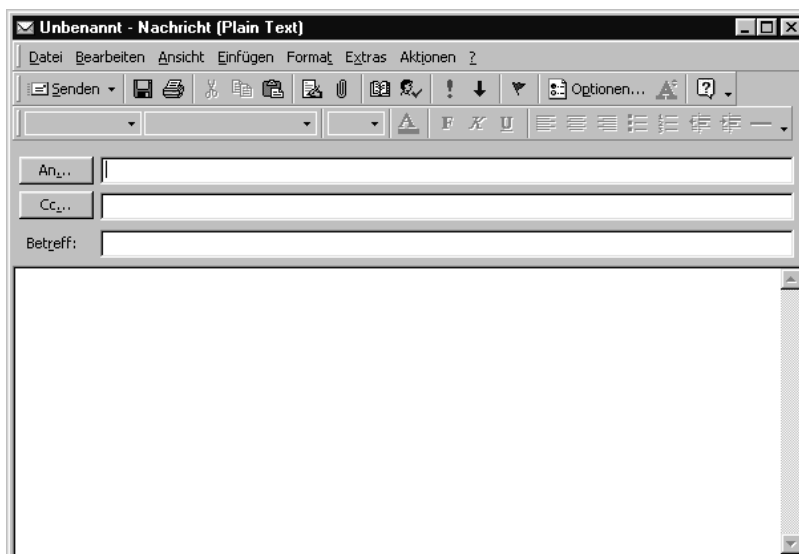 Unbenannt - Nachricht (Plain Text)
Datei Bearbeiten Ansicht Einfügen Format Extras Aktionen ?
Senden Optionen...
F K U
An...
Cc...
Betreff: